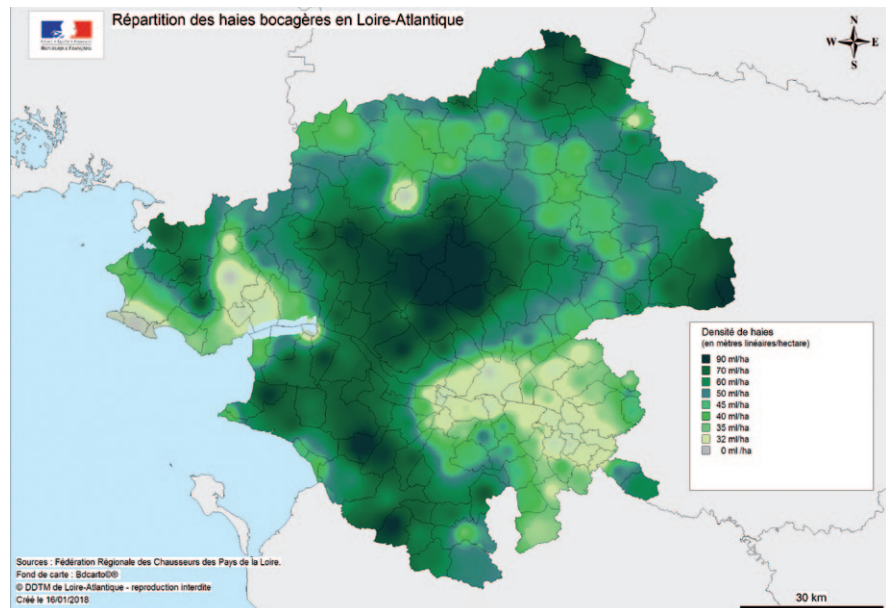 Répartition des haies bocagères en Loire-Atlantique
RÉPUBLIQUE FRANÇAISE
N
W E
S
Densité de haies
(en mètres linéaires/hectare)
90 ml/ha
70 ml/ha
60 ml/ha
50 ml/ha
45 ml/ha
40 ml/ha
35 ml/ha
32 ml/ha
0 ml /ha
Sources : Fédération Régionale des Chausseurs des Pays de la Loire.
Fond de carte : Bdcarto©®
© DDTM de Loire-Atlantique - reproduction interdite
Créé le 16/01/2018
30 km